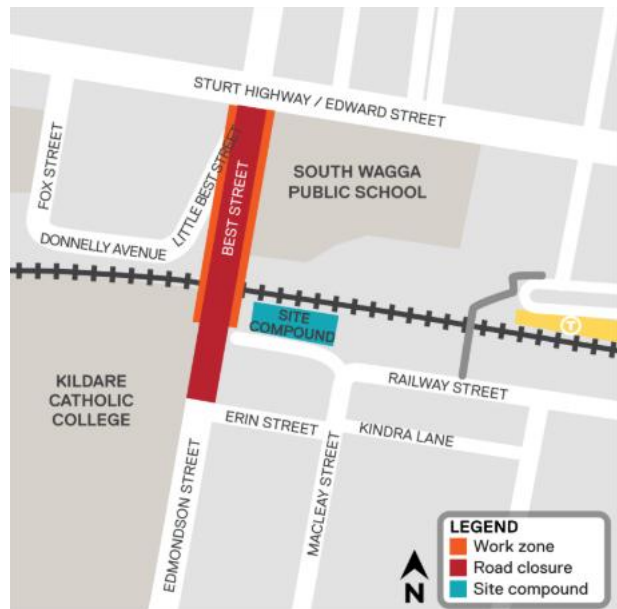 STURT HIGHWAY / EDWARD STREET
FOX STREET
LITTLE BEST STREET
BEST STREET
SOUTH WAGGA
PUBLIC SCHOOL
DONNELLY AVENUE
T
SITE
COMPOUND
KILDARE
CATHOLIC
COLLEGE
RAILWAY STREET
ERIN STREET
KINDRA LANE
EDMONDSON STREET
MACLEAY STREET
N
LEGEND
Work zone
Road closure
Site compound